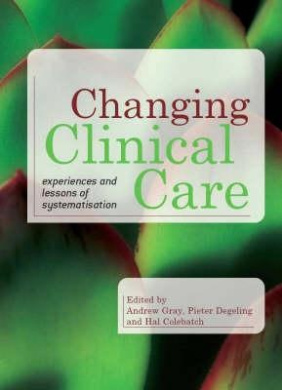 Changing
Clinical
experiences and
lessons of
systematisation
Care
Edited by
Andrew Gray, Pieter Degeling
and Hal Colebatch